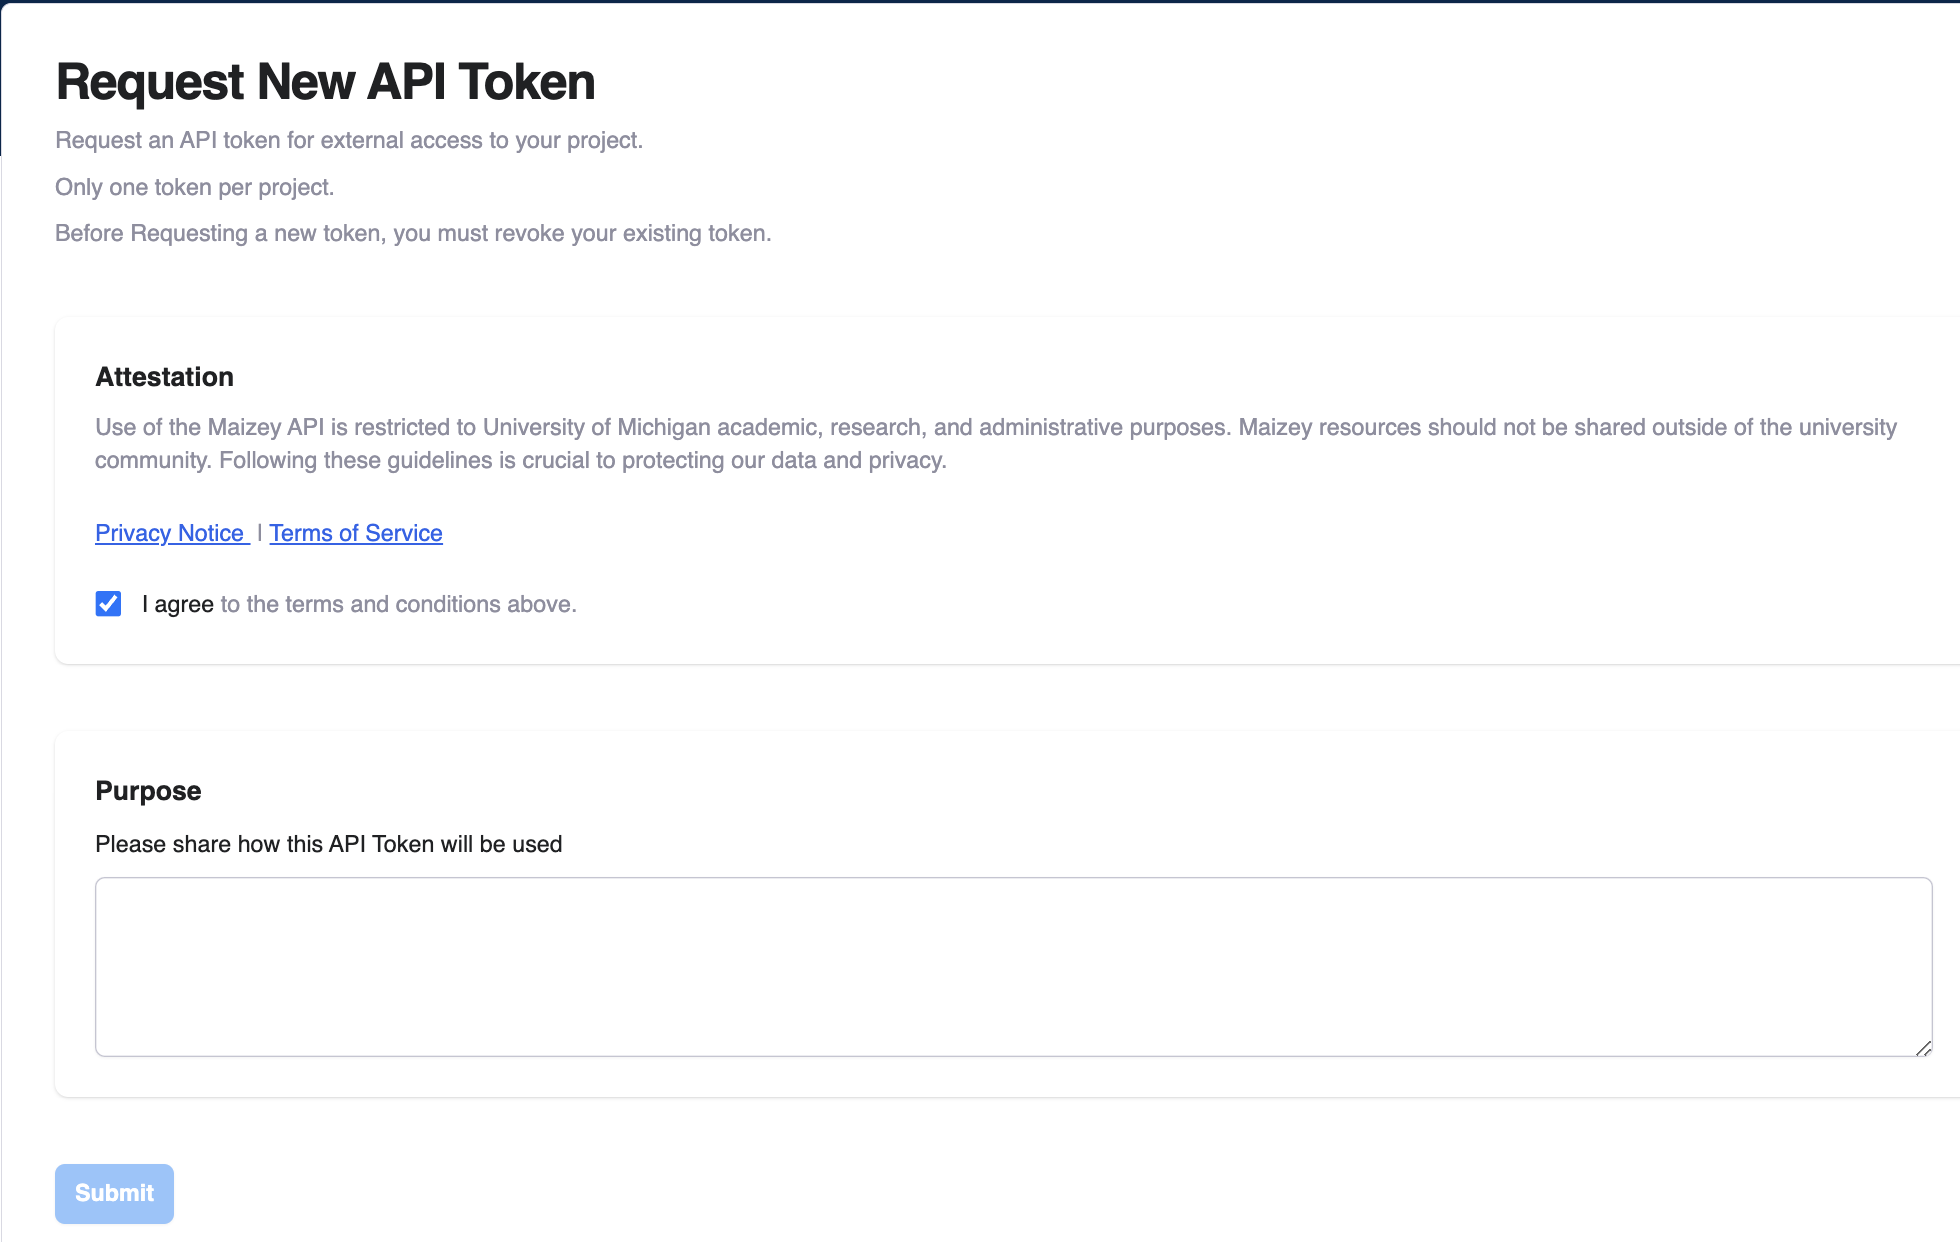 Request New API Token
Request an API token for external access to your project.
Only one token per project.
Before Requesting a new token, you must revoke your existing token.
Attestation
Use of the Maizey API is restricted to University of Michigan academic, research, and administrative purposes. Maizey resources should not be shared outside of the university
community. Following these guidelines is crucial to protecting our data and privacy.
Privacy Notice | Terms of Service
I agree to the terms and conditions above.
Purpose
Please share how this API Token will be used
Submit